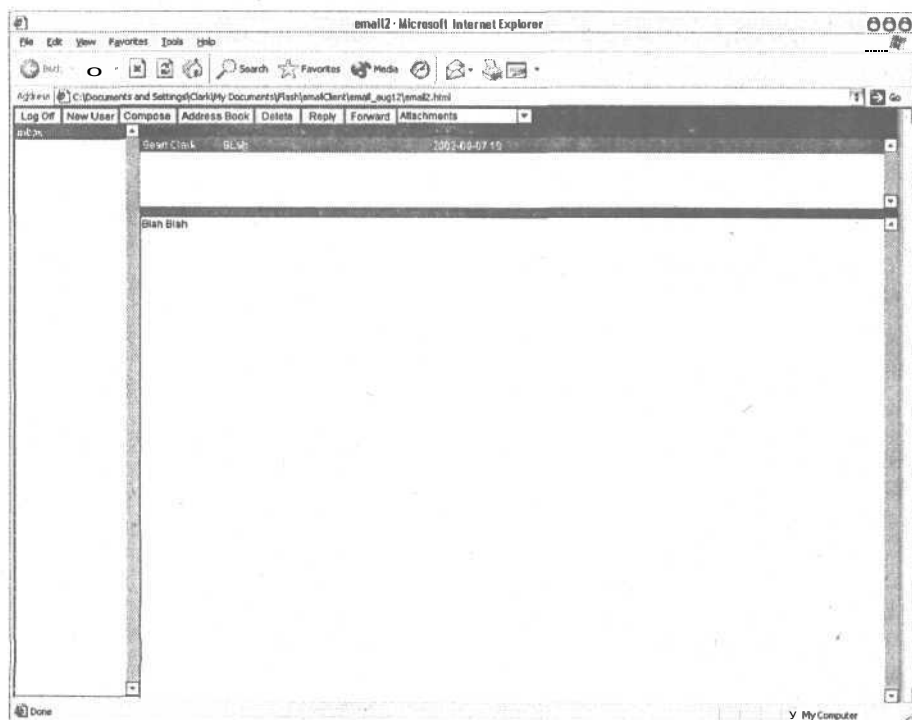 email2 - Microsoft Internet Explorer
File Edit View Favorites Tools Help
Search Favorites Media
Address C:\Documents and Settings\Clark\My Documents\Flash\emailClient\email_aug12\email2.html Go
Log Off New User Compose Address Book Delete Reply Forward Attachments
inbox
Clark
Blah Blah
Done My Computer